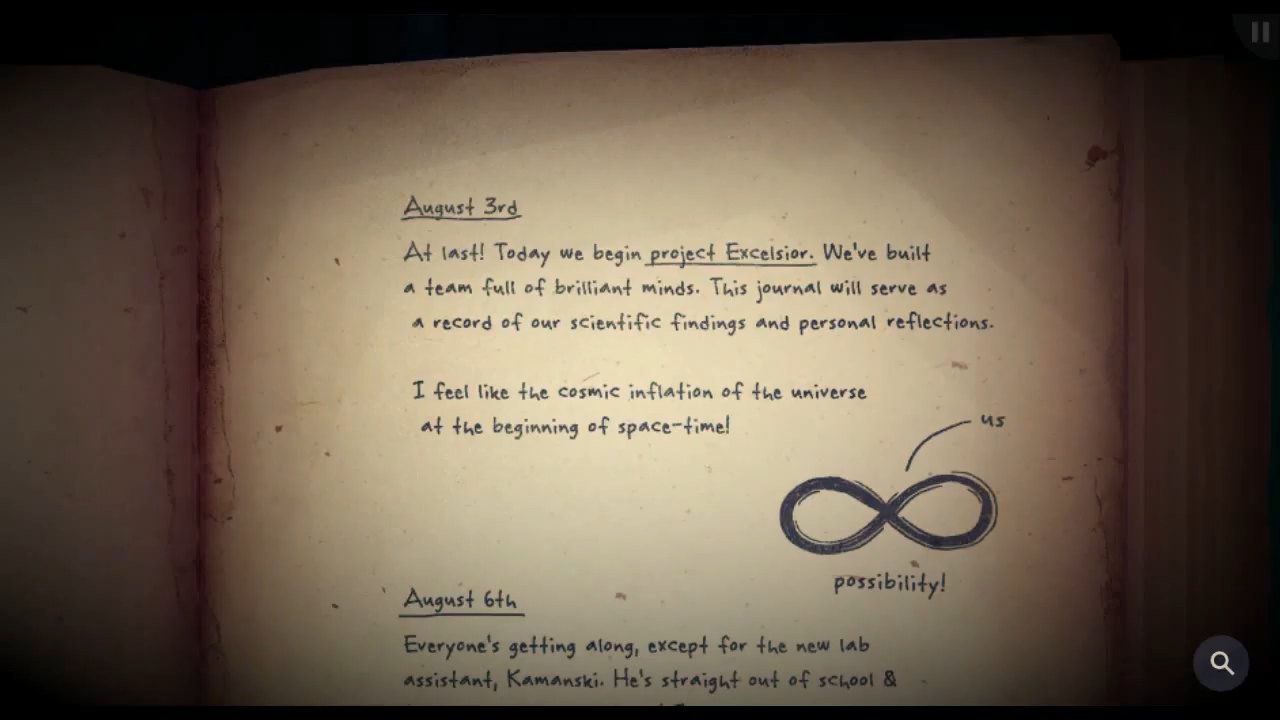 August 3rd
At last! Today we begin project Excelsior. We've built
a team full of brilliant minds. This journal will serve as
a record of our scientific findings and personal reflections.
I feel like the cosmic inflation of the universe
at the beginning of space-time!
us
possibility!
August 6th
Everyone's getting along, except for the new lab
assistant, Kamanski. He's straight out of school &